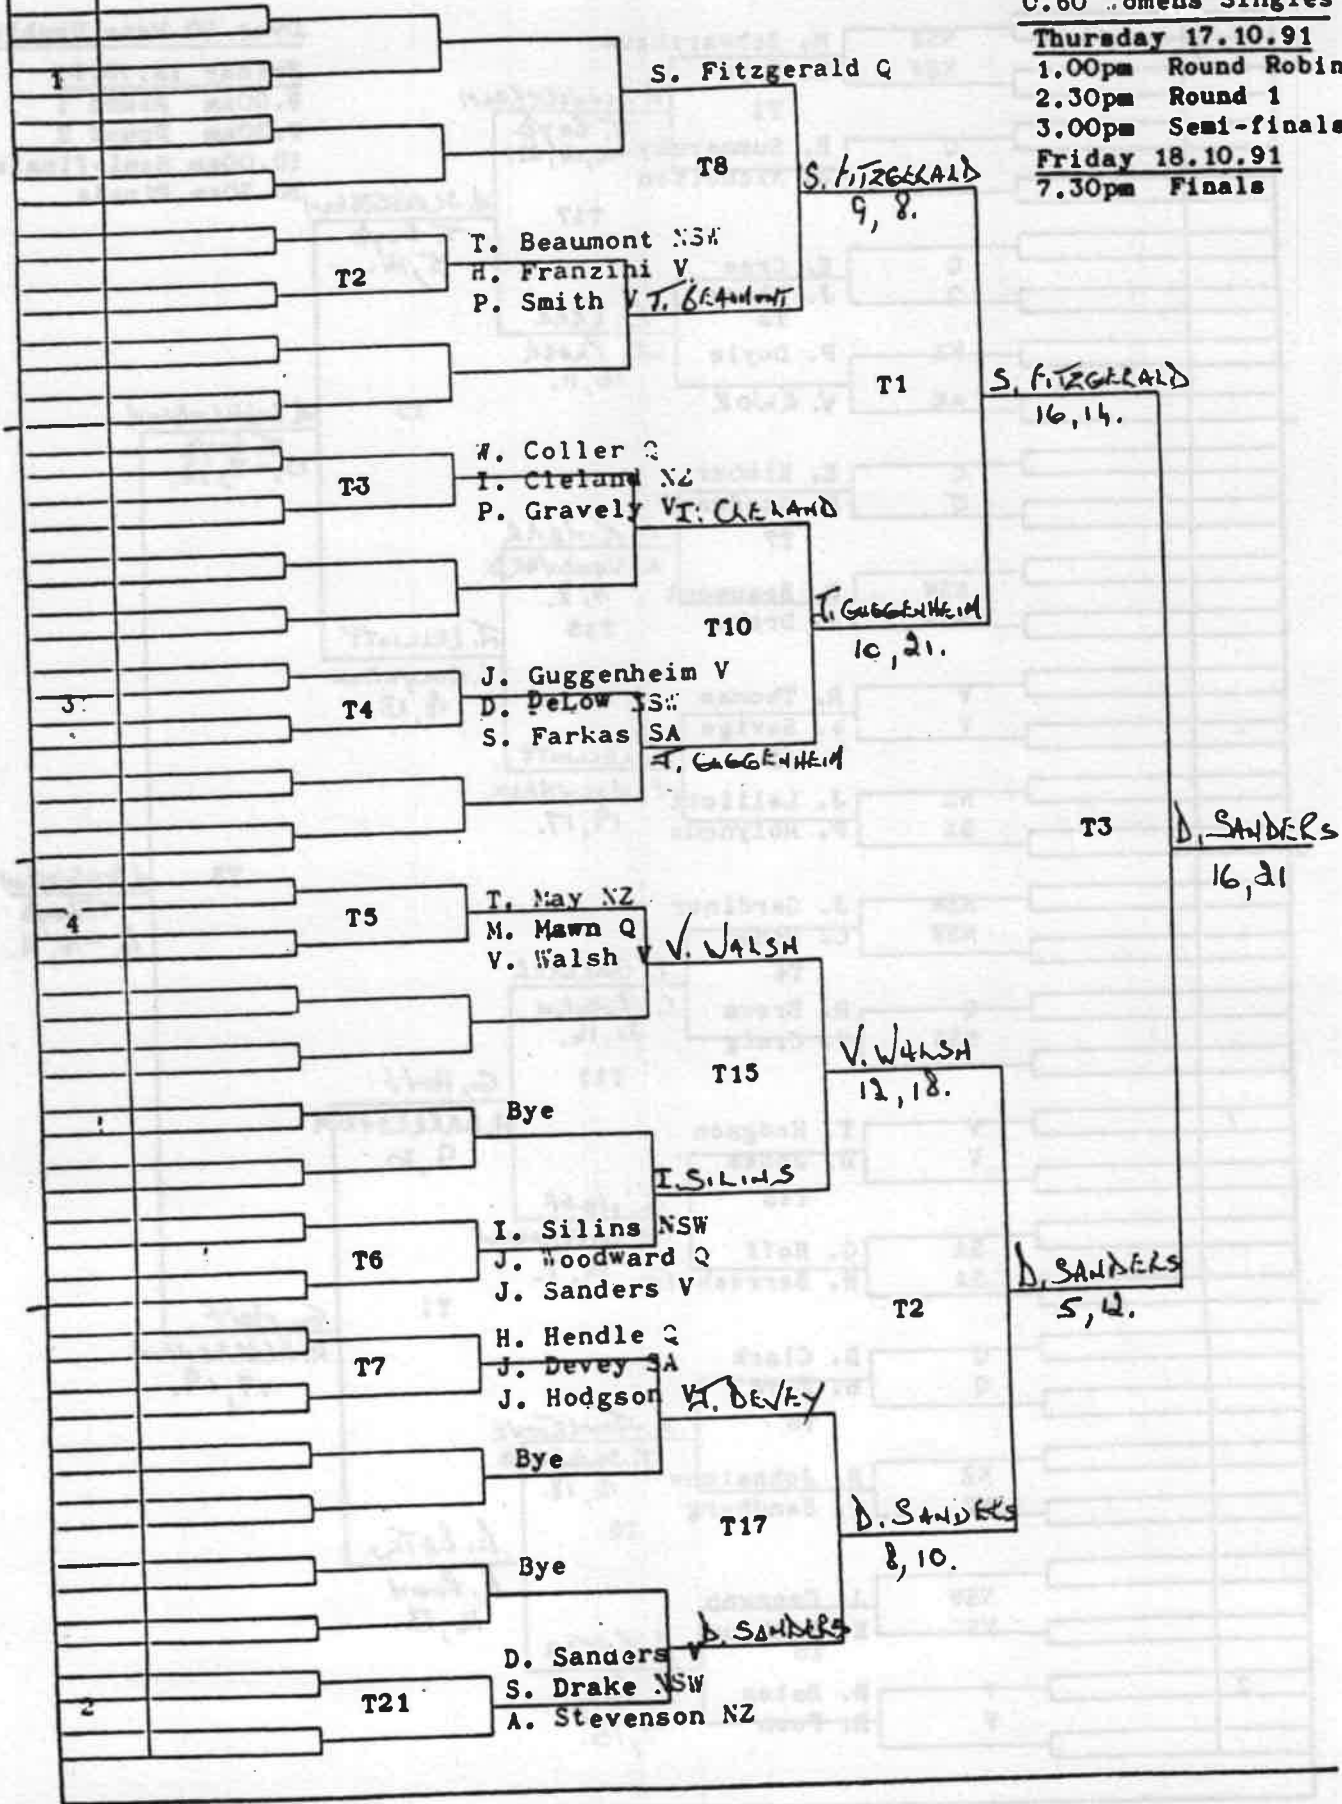 O.60 Womens Singles
Thursday 17.10.91
1.00pm Round Robin
2.30pm Round 1
3.00pm Semi-finals
Friday 18.10.91
7.30pm Finals
1
S. Fitzgerald Q
T8
S. FITZGERALD
9, 8.
T2
T. Beaumont NSW
H. Franzini V
P. Smith V
T. BEAUMONT
T1
S. FITZGERALD
16, 14.
T3
W. Coller Q
I. Cleland NZ
P. Gravely V
I. CLELAND
T10
J. GUGGENHEIM
10, 21.
3
T4
J. Guggenheim V
D. DeLow NSW
S. Farkas SA
J. GUGGENHEIM
T3
D. SANDERS
16, 21
4
T5
T. May NZ
M. Mawn Q
V. Walsh V
V. WALSH
T15
V. WALSH
12, 18.
Bye
I. SILINS
T6
I. Silins NSW
J. Woodward Q
J. Sanders V
T2
D. SANDERS
5, 12.
T7
H. Hendle Q
J. Devey SA
J. Hodgson V
J. DEVEY
Bye
T17
D. SANDERS
8, 10.
Bye
D. SANDERS
2
T21
D. Sanders V
S. Drake NSW
A. Stevenson NZ